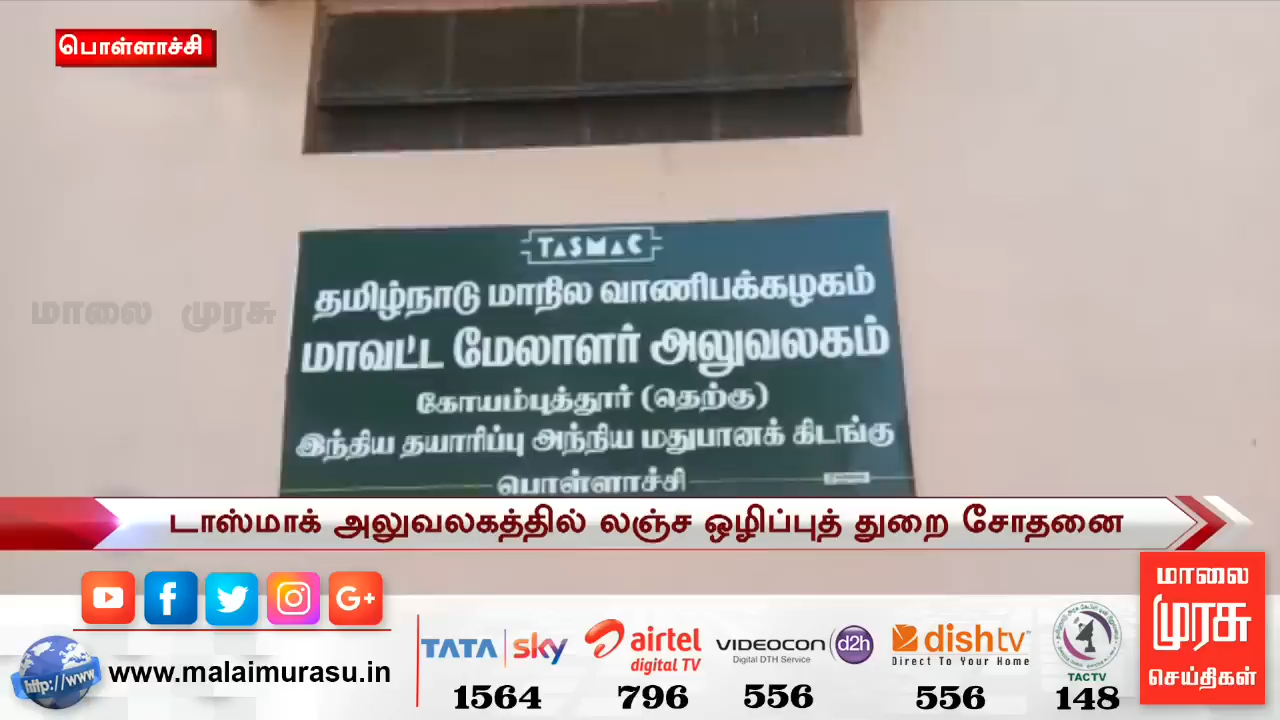 பொள்ளாச்சி
TASMAC
தமிழ்நாடு மாநில வாணிபக்கழகம்
மாலை முரசு
மாவட்ட மேலாளர் அலுவலகம்
கோயம்புத்தூர் (தெற்கு)
இந்திய தயாரிப்பு அந்நிய மதுபானக் கிடங்கு
பொள்ளாச்சி
டாஸ்மாக் அலுவலகத்தில் லஞ்ச ஒழிப்புத் துறை சோதனை
மாலை
முரசு
செய்திகள்
f G+
http://www
www.malaimurasu.in
TATA sky
1564
airtel
digital TV
796
VIDEOCON d2h
Digital DTH Service
556
dishtv
Direct To Your Home
556
TACTV
148